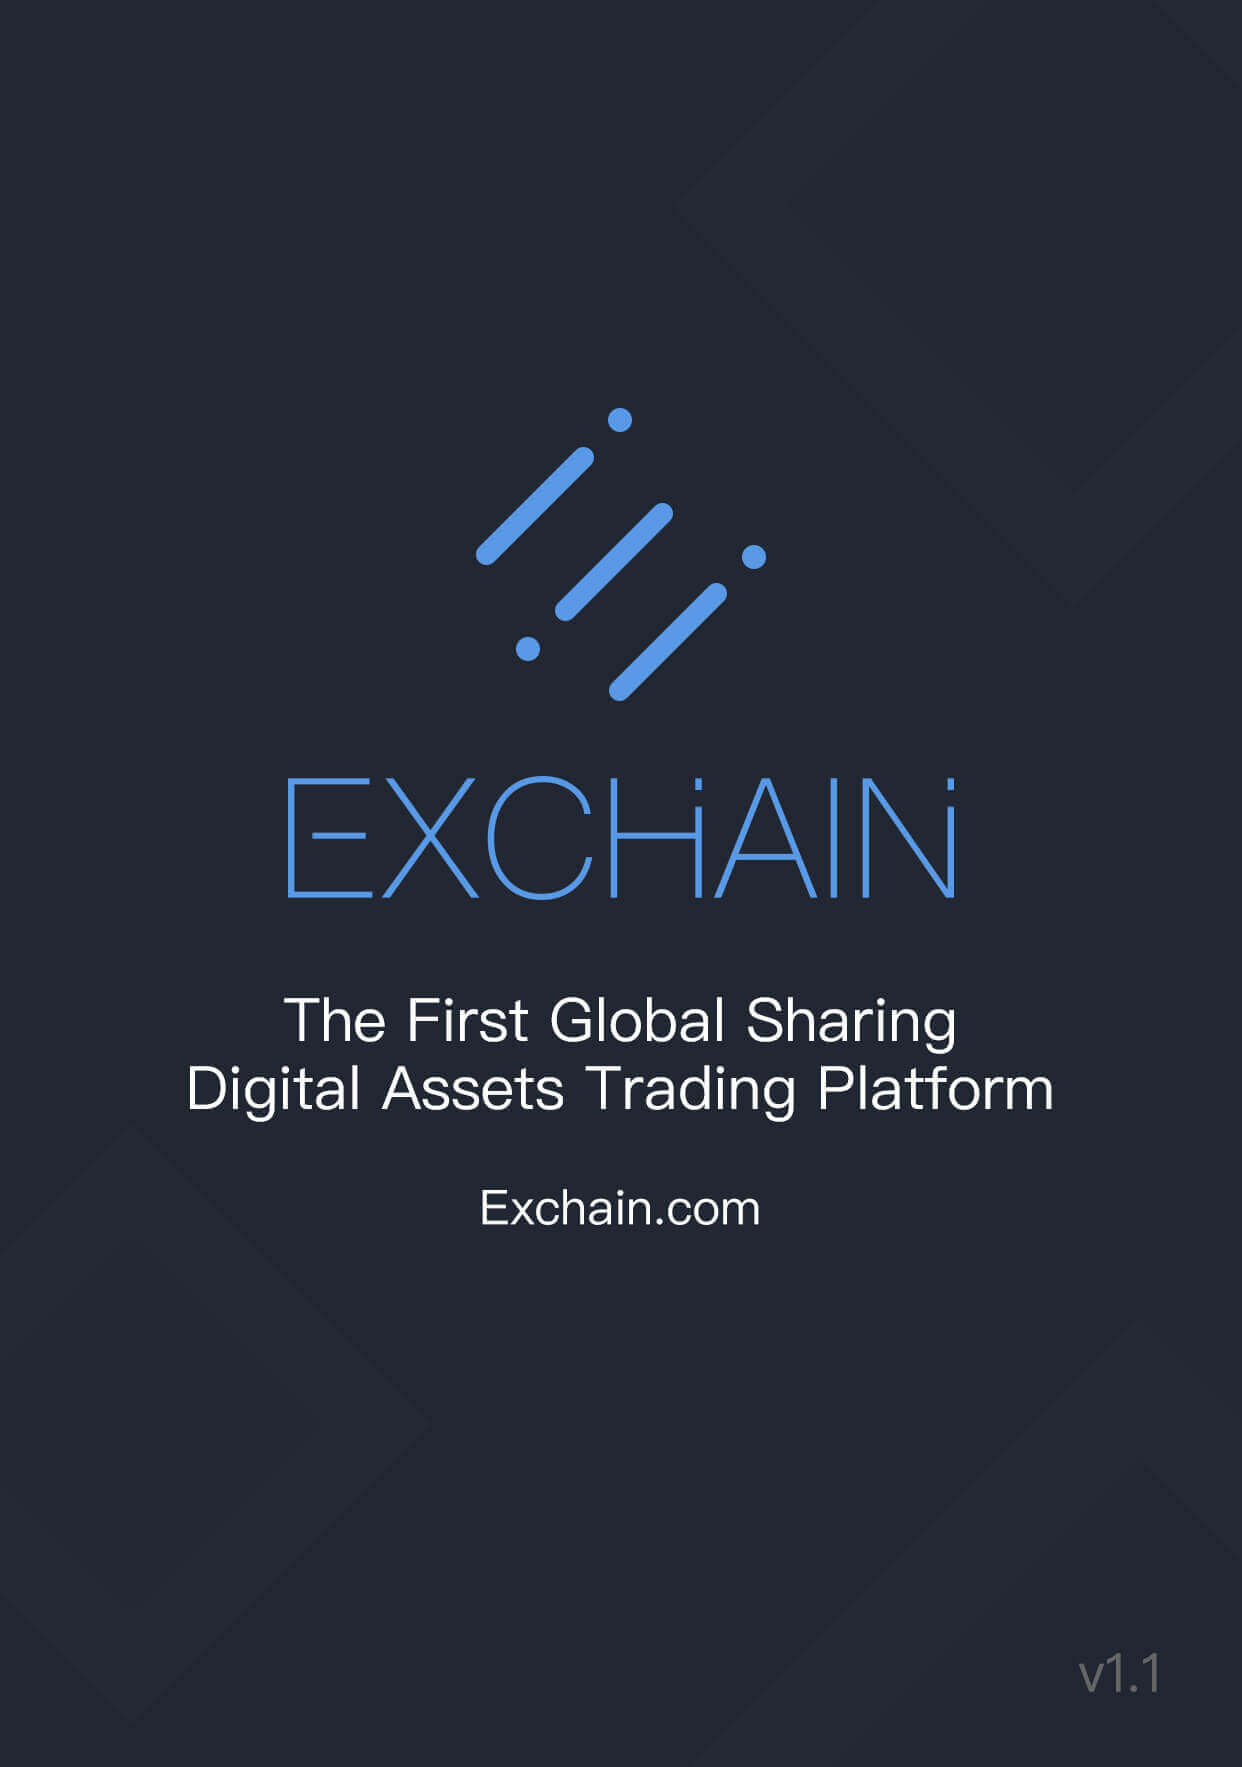 EXCHAIN
The First Global Sharing
Digital Assets Trading Platform
Exchain.com
v1.1